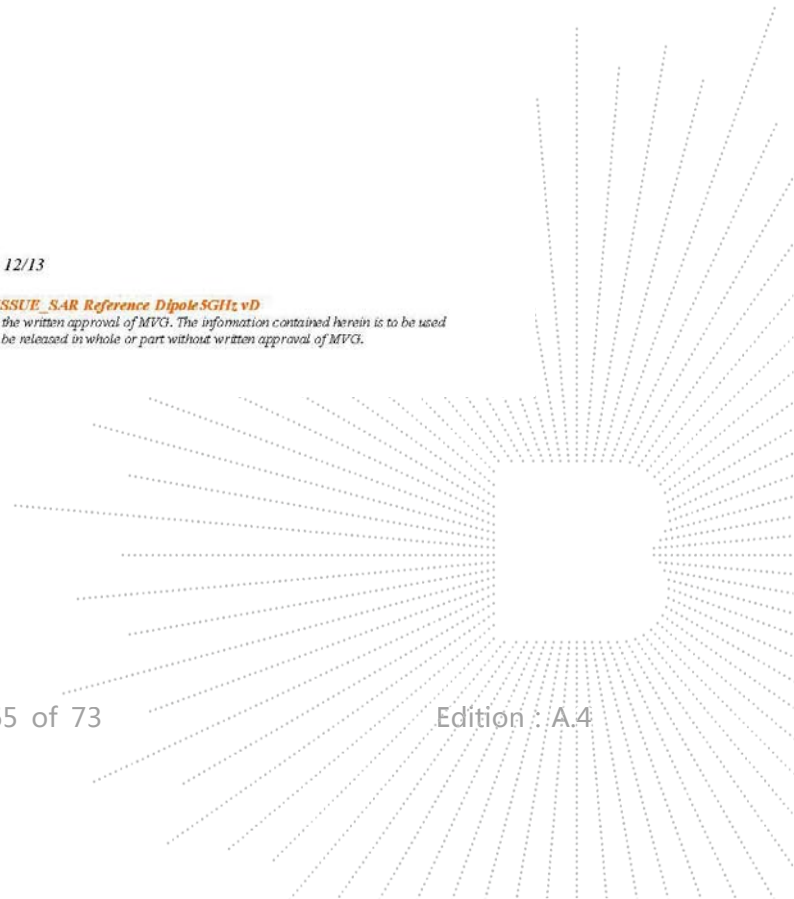 12/13
SSUE_SAR Reference Dipole5GHz vD
the written approval of MVG. The information contained herein is to be used
be released in whole or part without written approval of MVG.
5 of 73 Edition : A.4